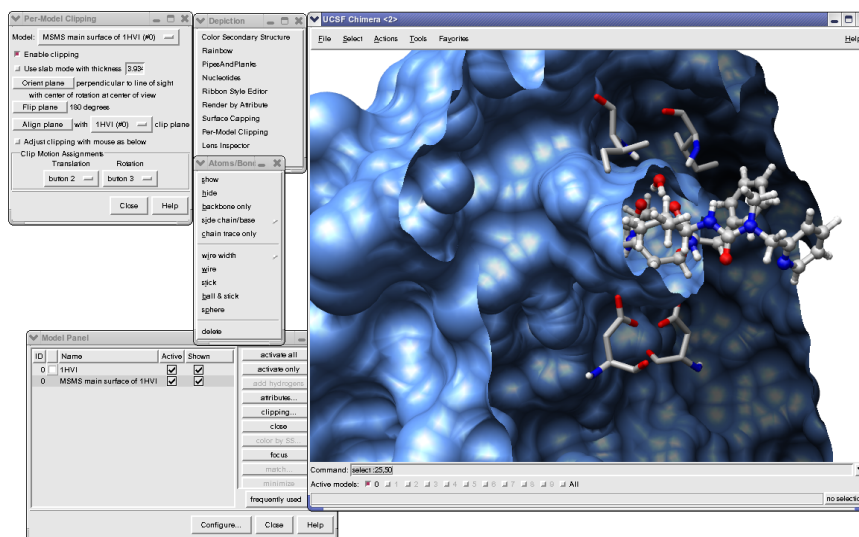 Per-Model Clipping
Model: MSMS main surface of 1HVI (#0)
Enable clipping
Use slab mode with thickness 3.934
Orient plane perpendicular to line of sight
with center of rotation at center of view
Flip plane 180 degrees
Align plane with 1HVI (#0) clip plane
Adjust clipping with mouse as below
Clip Motion Assignments
Translation Rotation
button 2 button 3
Close Help
Depiction
Color Secondary Structure
Rainbow
PipesAndPlanks
Nucleotides
Ribbon Style Editor
Render by Attribute
Surface Capping
Per-Model Clipping
Lens Inspector
Atoms/Bond
show
hide
backbone only
side chain/base
chain trace only
wire width
wire
stick
ball & stick
sphere
delete
Model Panel
ID Name Active Shown
0 1HVI
0 MSMS main surface of 1HVI
activate all
activate only
add hydrogens
attributes...
clipping...
close
color by SS...
focus
match...
minimize
frequently used
Configure... Close Help
UCSF Chimera <2>
File Select Actions Tools Favorites Help
Command: select :25,50
Active models: 0 1 2 3 4 5 6 7 8 9 All
no selection